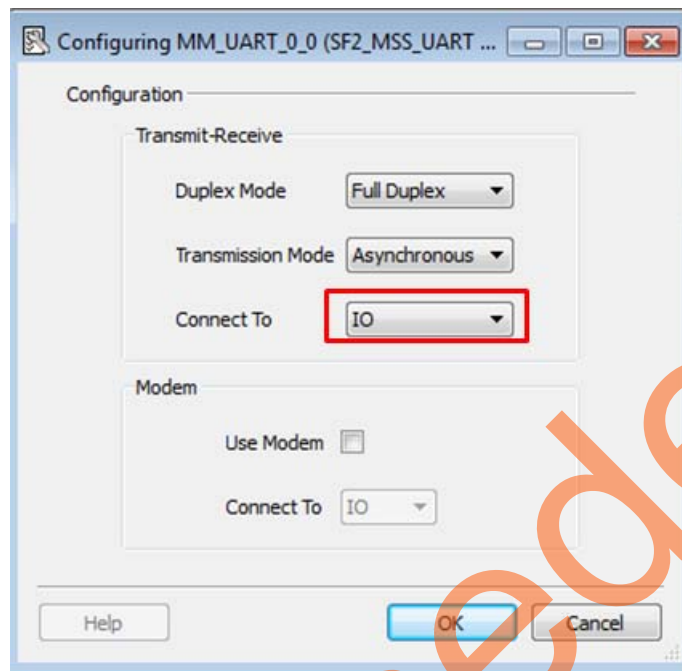 Configuring MM_UART_0_0 (SF2_MSS_UART ...
Configuration
Transmit-Receive
Duplex Mode Full Duplex
Transmission Mode Asynchronous
Connect To IO
Modem
Use Modem
Connect To IO
Help OK Cancel